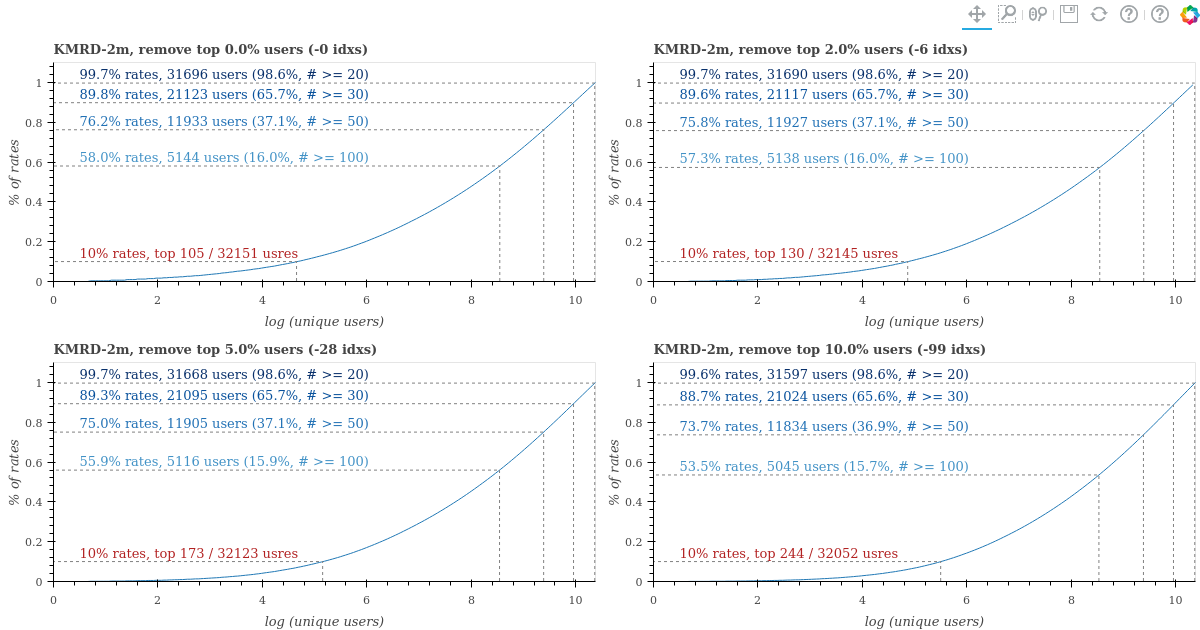 KMRD-2m, remove top 0.0% users (-0 idxs)
99.7% rates, 31696 users (98.6%, # >= 20)
89.8% rates, 21123 users (65.7%, # >= 30)
76.2% rates, 11933 users (37.1%, # >= 50)
58.0% rates, 5144 users (16.0%, # >= 100)
10% rates, top 105 / 32151 usres
% of rates
1
0.8
0.6
0.4
0.2
0
0 2 4 6 8 10
log (unique users)
KMRD-2m, remove top 2.0% users (-6 idxs)
99.7% rates, 31690 users (98.6%, # >= 20)
89.6% rates, 21117 users (65.7%, # >= 30)
75.8% rates, 11927 users (37.1%, # >= 50)
57.3% rates, 5138 users (16.0%, # >= 100)
10% rates, top 130 / 32145 usres
% of rates
1
0.8
0.6
0.4
0.2
0
0 2 4 6 8 10
log (unique users)
KMRD-2m, remove top 5.0% users (-28 idxs)
99.7% rates, 31668 users (98.6%, # >= 20)
89.3% rates, 21095 users (65.7%, # >= 30)
75.0% rates, 11905 users (37.1%, # >= 50)
55.9% rates, 5116 users (15.9%, # >= 100)
10% rates, top 173 / 32123 usres
% of rates
1
0.8
0.6
0.4
0.2
0
0 2 4 6 8 10
log (unique users)
KMRD-2m, remove top 10.0% users (-99 idxs)
99.6% rates, 31597 users (98.6%, # >= 20)
88.7% rates, 21024 users (65.6%, # >= 30)
73.7% rates, 11834 users (36.9%, # >= 50)
53.5% rates, 5045 users (15.7%, # >= 100)
10% rates, top 244 / 32052 usres
% of rates
1
0.8
0.6
0.4
0.2
0
0 2 4 6 8 10
log (unique users)